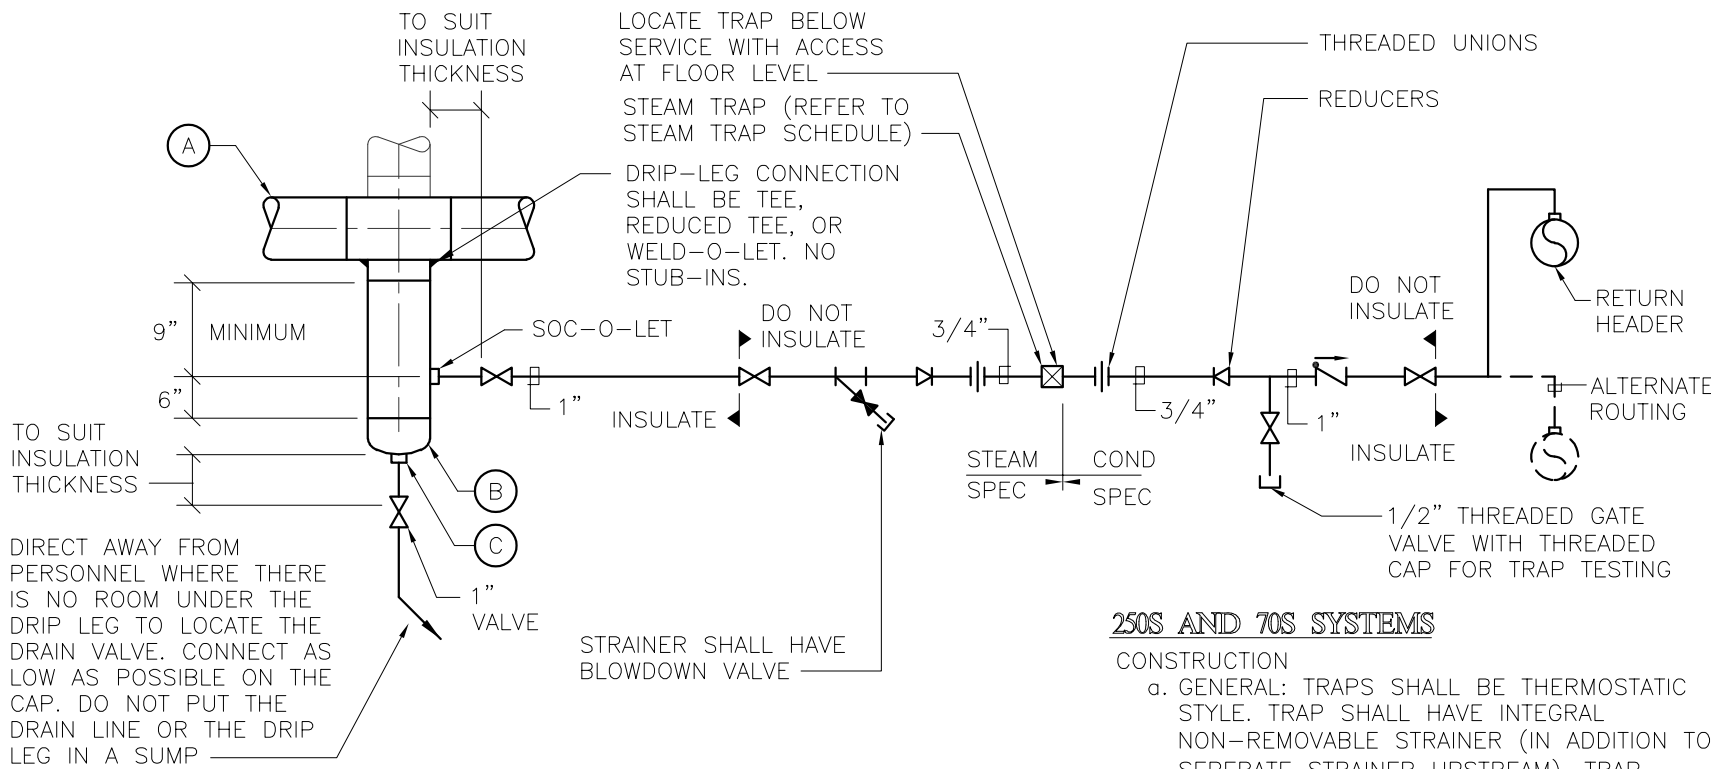 TO SUIT
INSULATION
THICKNESS
LOCATE TRAP BELOW
SERVICE WITH ACCESS
AT FLOOR LEVEL
STEAM TRAP (REFER TO
STEAM TRAP SCHEDULE)
DRIP-LEG CONNECTION
SHALL BE TEE,
REDUCED TEE, OR
WELD-O-LET. NO
STUB-INS.
THREADED UNIONS
REDUCERS
A
9"
MINIMUM
6"
SOC-O-LET
DO NOT
INSULATE
INSULATE
1"
3/4"
3/4"
1"
DO NOT
INSULATE
INSULATE
RETURN
HEADER
ALTERNATE
ROUTING
STEAM
SPEC
COND
SPEC
TO SUIT
INSULATION
THICKNESS
B
C
1"
VALVE
DIRECT AWAY FROM
PERSONNEL WHERE THERE
IS NO ROOM UNDER THE
DRIP LEG TO LOCATE THE
DRAIN VALVE. CONNECT AS
LOW AS POSSIBLE ON THE
CAP. DO NOT PUT THE
DRAIN LINE OR THE DRIP
LEG IN A SUMP
STRAINER SHALL HAVE
BLOWDOWN VALVE
1/2" THREADED GATE
VALVE WITH THREADED
CAP FOR TRAP TESTING
250S AND 70S SYSTEMS
CONSTRUCTION
a. GENERAL: TRAPS SHALL BE THERMOSTATIC
STYLE. TRAP SHALL HAVE INTEGRAL
NON-REMOVABLE STRAINER (IN ADDITION TO
SEPERATE STRAINER UPSTREAM). TRAP